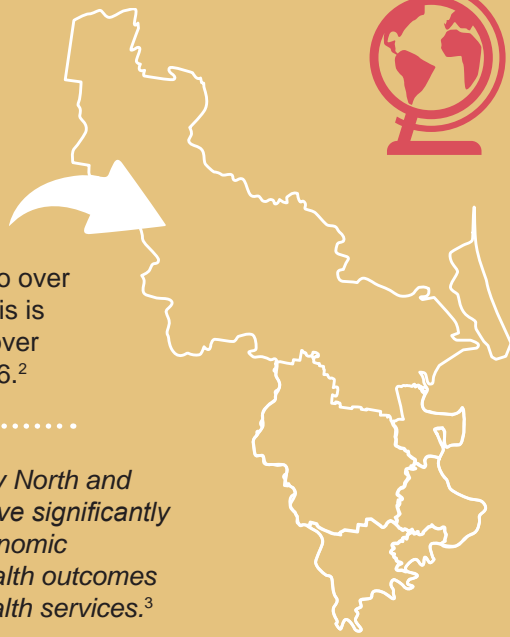 o over
is is
over
6.²
y North and
ve significantly
nomic
alth outcomes
alth services.³